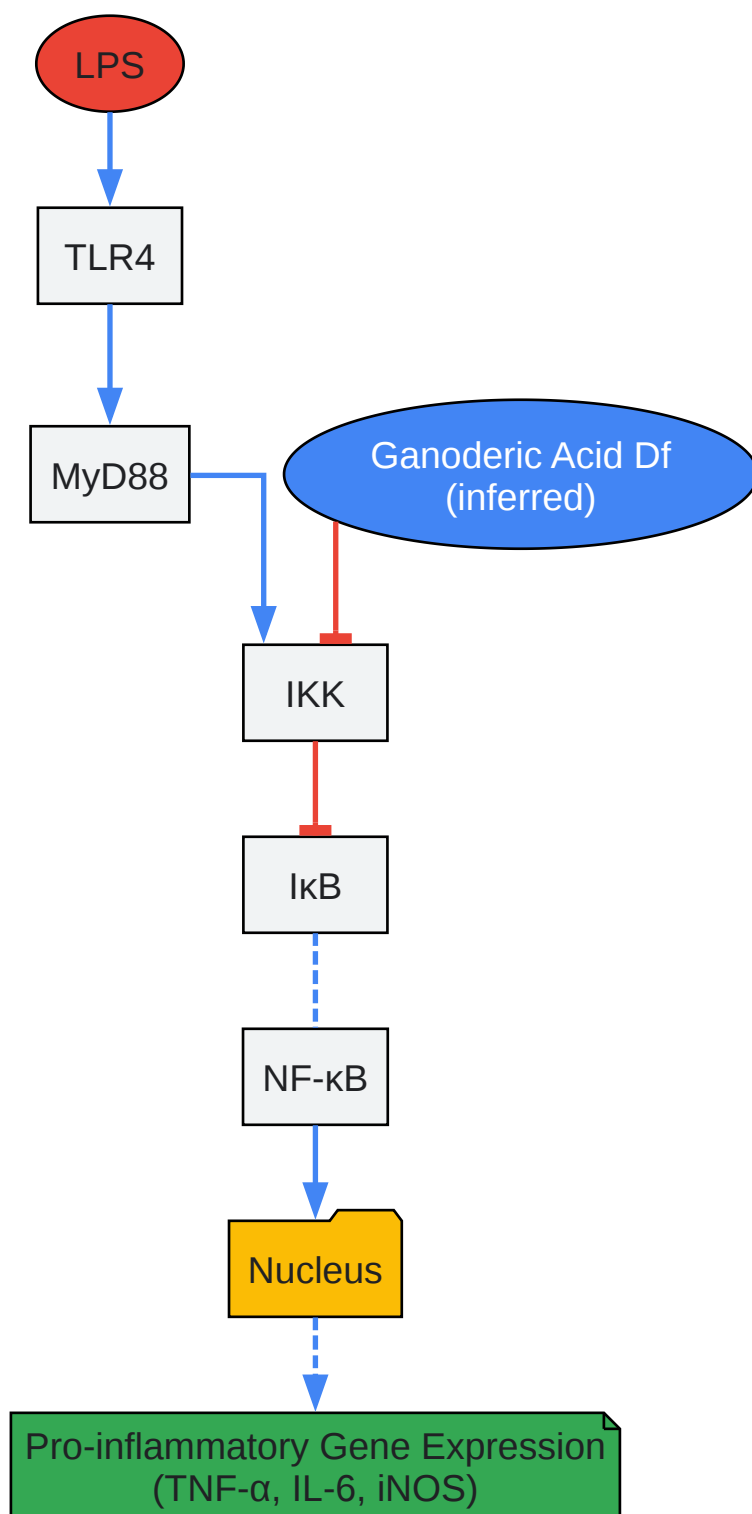 LPS
TLR4
MyD88
Ganoderic Acid Df
(inferred)
IKK
IκB
NF-κB
Nucleus
Pro-inflammatory Gene Expression
(TNF-α, IL-6, iNOS)